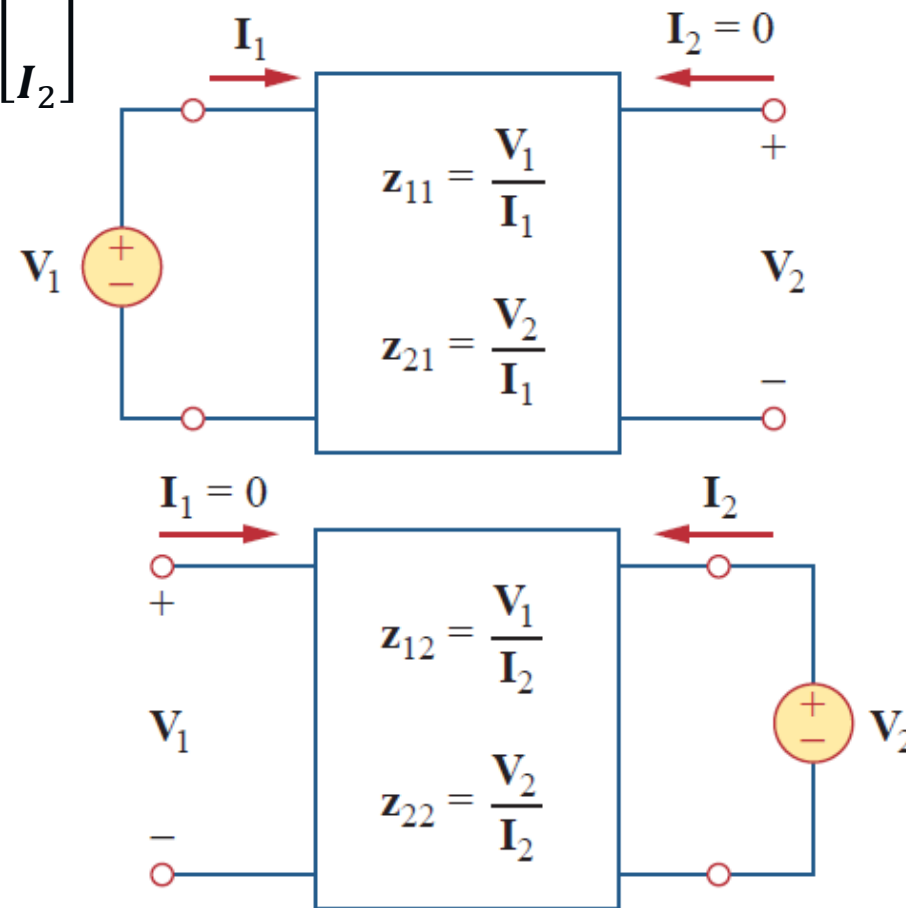 I₂
I₁
I₂ = 0
z₁₁ = V₁ / I₁
+
V₁
+
−
V₂
z₂₁ = V₂ / I₁
−
I₁ = 0
I₂
+
z₁₂ = V₁ / I₂
V₁
+
−
V₂
z₂₂ = V₂ / I₂
−